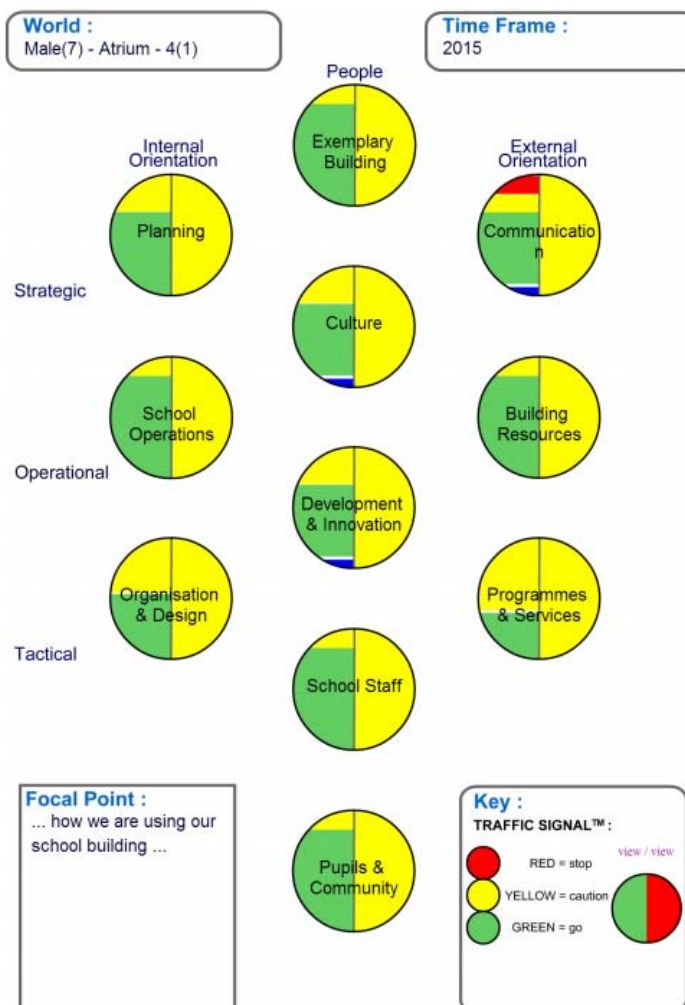 World :
Male(7) - Atrium - 4(1)
Time Frame :
2015
People
Internal
Orientation
External
Orientation
Exemplary
Building
Planning
Communicatio
n
Strategic
Culture
School
Operations
Building
Resources
Operational
Development
& Innovation
Organisation
& Design
Programmes
& Services
Tactical
School Staff
Focal Point :
... how we are using our
school building ...
Pupils &
Community
Key :
TRAFFIC SIGNAL™ :
view / view
RED = stop
YELLOW = caution
GREEN = go